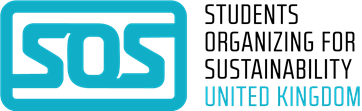 SOS
STUDENTS
ORGANIZING FOR
SUSTAINABILITY
UNITED KINGDOM